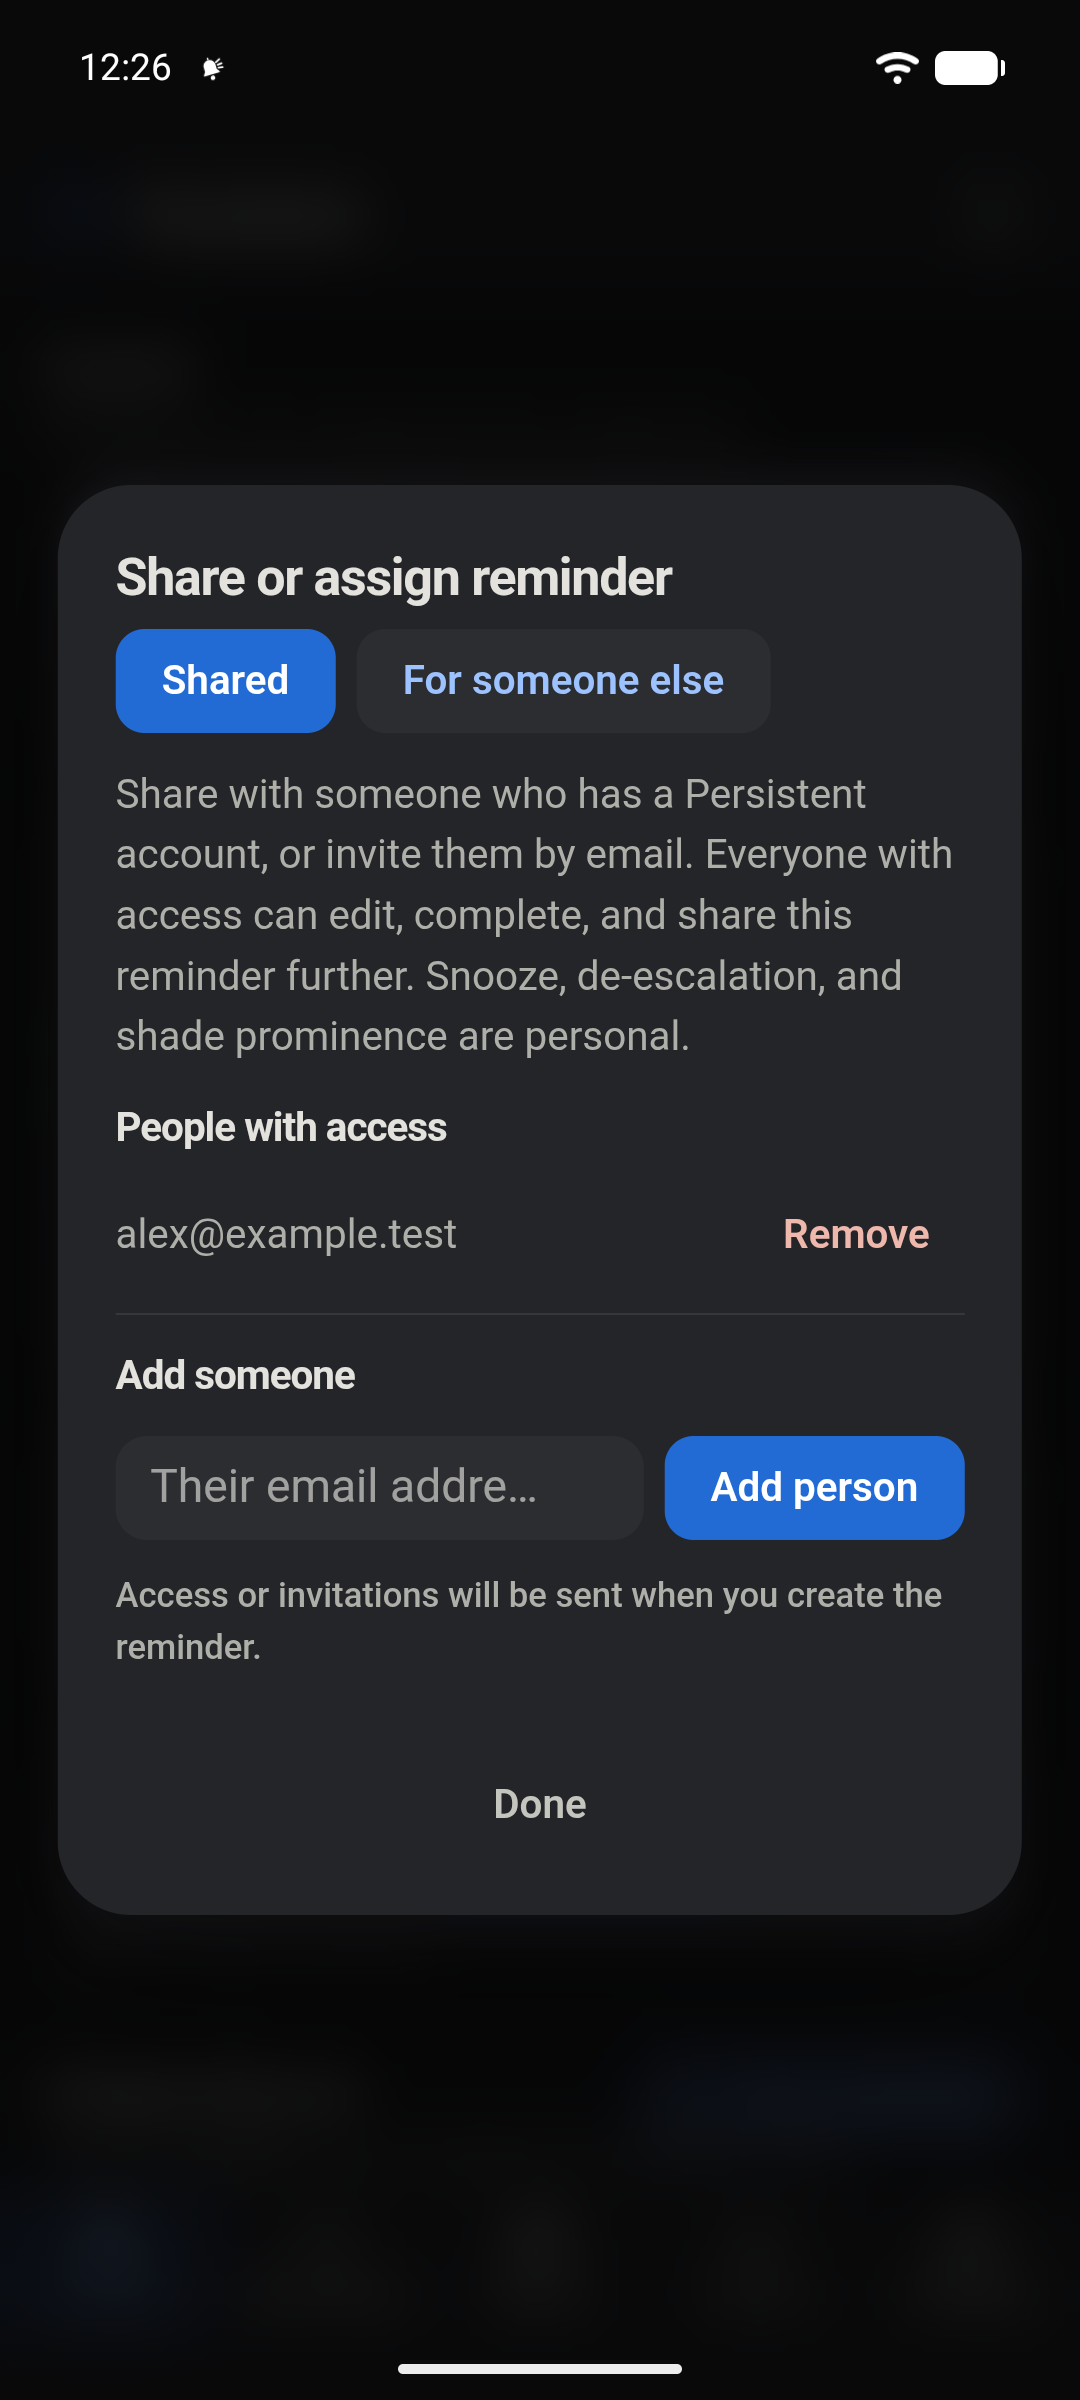 12:26
Share or assign reminder
Shared
For someone else
Share with someone who has a Persistent
account, or invite them by email. Everyone with
access can edit, complete, and share this
reminder further. Snooze, de-escalation, and
shade prominence are personal.
People with access
alex@example.test
Remove
Add someone
Their email addre...
Add person
Access or invitations will be sent when you create the
reminder.
Done